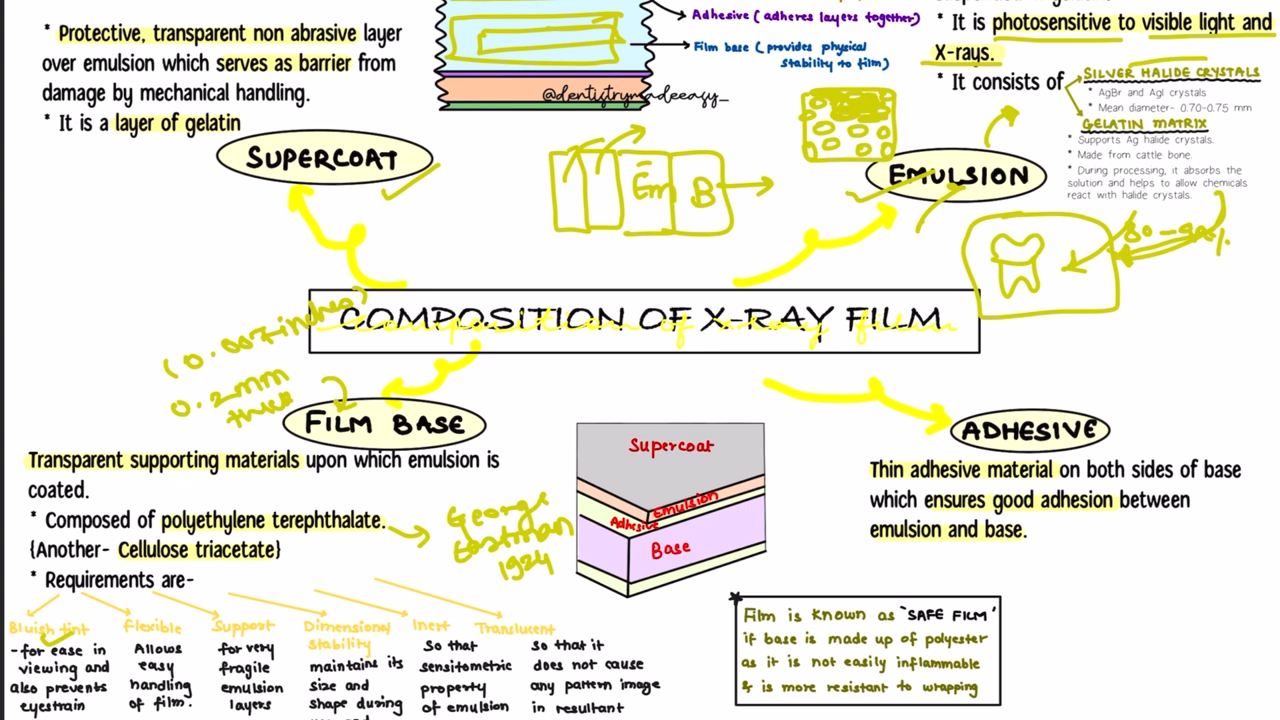 * Protective, transparent non abrasive layer
over emulsion which serves as barrier from
damage by mechanical handling.
* It is a layer of gelatin
SUPERCOAT
Adhesive (adheres layers together)
Film base (provides physical
stability to film)
@dentistrymadeeasy_
Em
B
* It is photosensitive to visible light and
X-rays.
* It consists of
SILVER HALIDE CRYSTALS
* AgBr and AgI crystals
* Mean diameter- 0.70-0.75 mm
GELATIN MATRIX
* Supports Ag halide crystals.
* Made from cattle bone.
* During processing, it absorbs the
solution and helps to allow chemicals
react with halide crystals.
EMULSION
80-90%
COMPOSITION OF X-RAY FILM
composition of x-ray film
(0.007 inches)
0.2mm
thick
FILM BASE
Transparent supporting materials upon which emulsion is
coated.
* Composed of polyethylene terephthalate.
{Another- Cellulose triacetate}
* Requirements are-
George
Eastman
1924
Supercoat
Emulsion
Adhesive
Base
ADHESIVE
Thin adhesive material on both sides of base
which ensures good adhesion between
emulsion and base.
Bluish tint
-for ease in
viewing and
also prevents
eyestrain
Flexible
Allows
easy
handling
of film.
Support
for very
fragile
emulsion
layers
Dimensional
Stability
maintains its
size and
shape during
Inert
So that
sensitometric
property
of emulsion
Translucent
so that it
does not cause
any pattern image
in resultant
Film is known as 'SAFE FILM'
if base is made up of polyester
as it is not easily inflammable
& is more resistant to wrapping